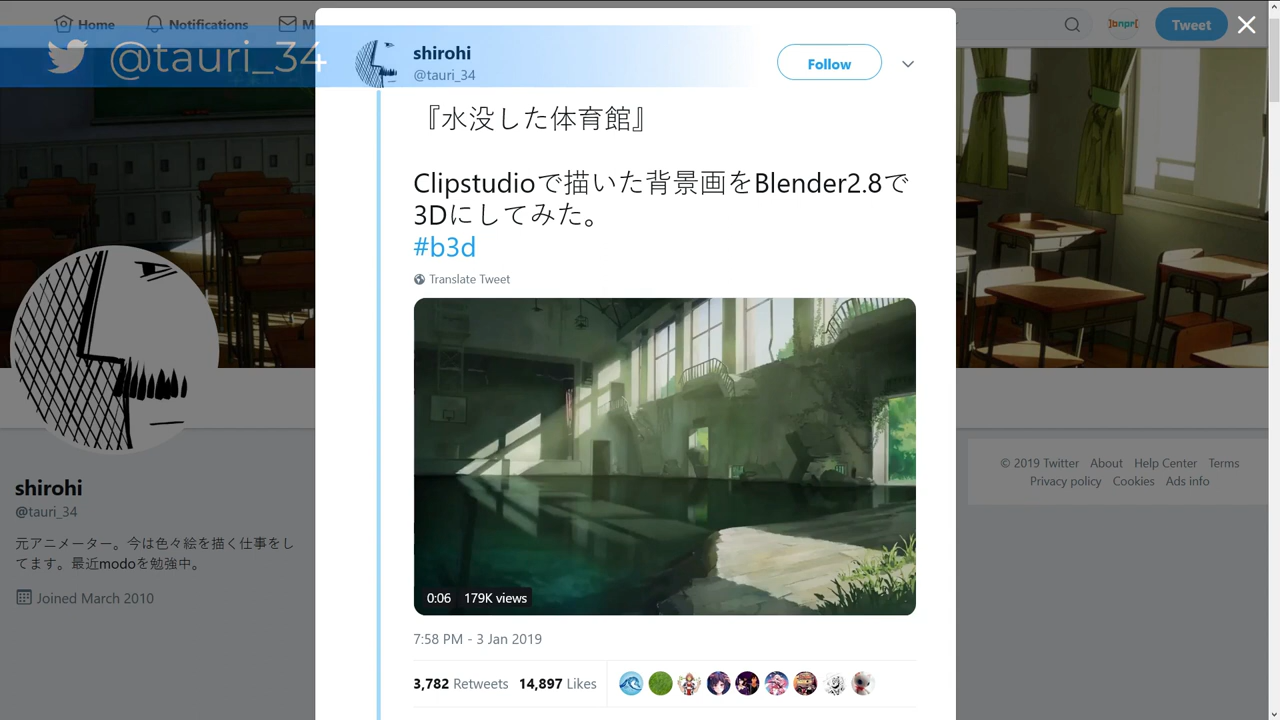 Home
Notifications
M
]bnpr[
Tweet
@tauri_34
shirohi
@tauri_34
Follow
『水没した体育館』
Clipstudioで描いた背景画をBlender2.8で
3Dにしてみた。
#b3d
Translate Tweet
0:06 179K views
7:58 PM - 3 Jan 2019
3,782 Retweets 14,897 Likes
shirohi
@tauri_34
元アニメーター。今は色々絵を描く仕事をし
てます。最近modoを勉強中。
Joined March 2010
© 2019 Twitter About Help Center Terms
Privacy policy Cookies Ads info